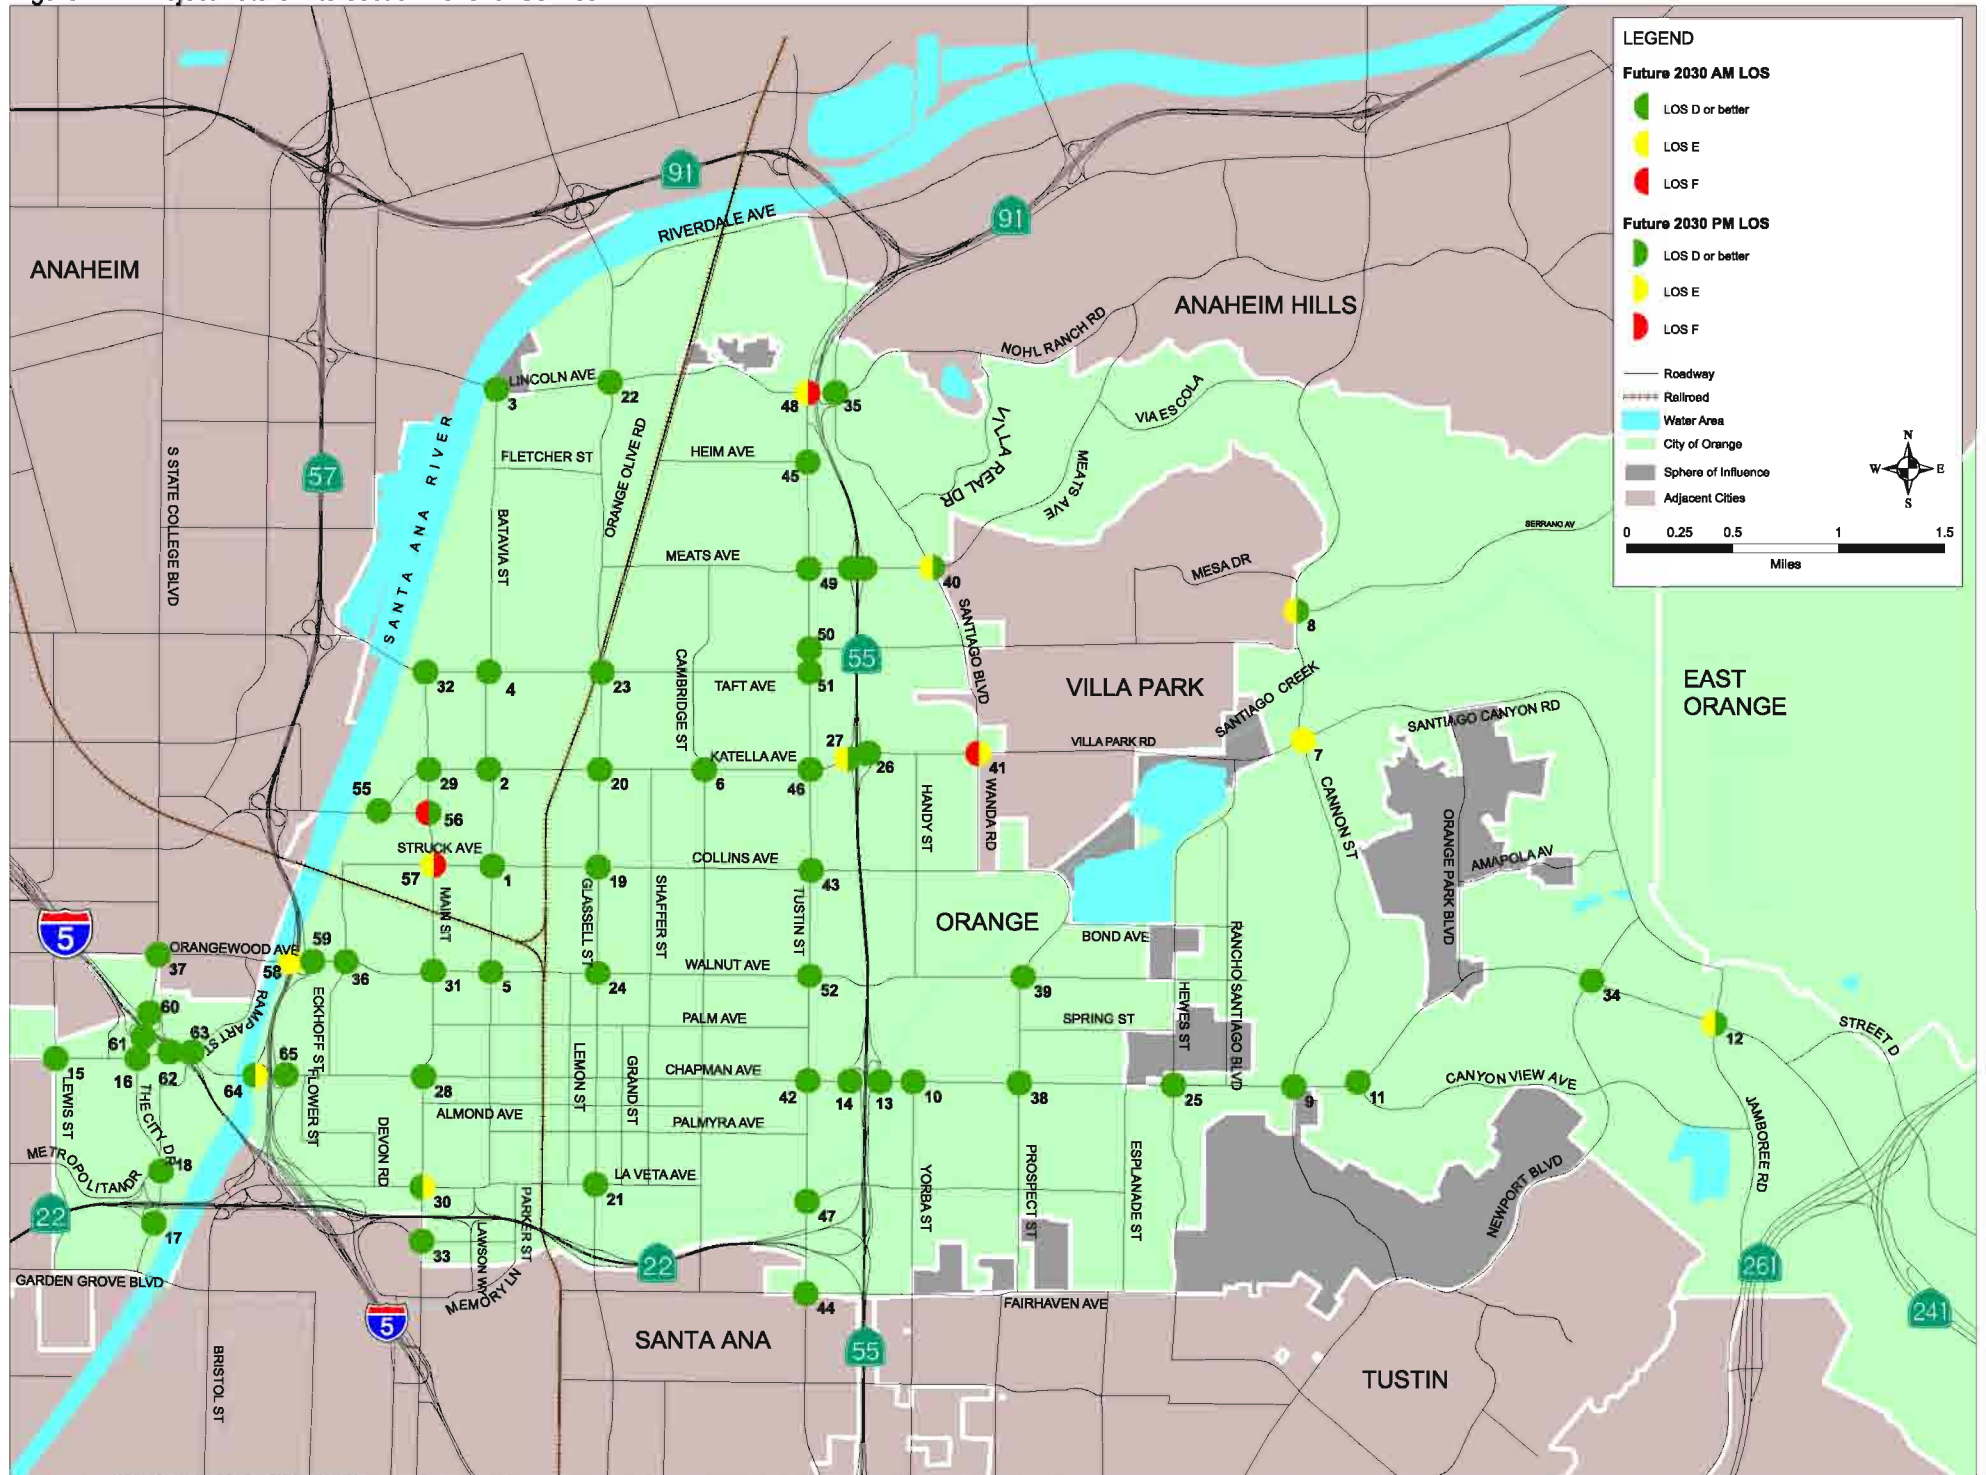 LEGEND
Future 2030 AM LOS
LOS D or better
LOS E
LOS F
Future 2030 PM LOS
LOS D or better
LOS E
LOS F
Roadway
Railroad
Water Area
City of Orange
Sphere of Influence
Adjacent Cities
N
W E
S
0 0.25 0.5 1 1.5
Miles
91
RIVERDALE AVE
91
ANAHEIM
ANAHEIM HILLS
NOHL RANCH RD
LINCOLN AVE
3
22
48
35
VIA ESCOLA
VILLA REAL DR
MEATS AVE
S STATE COLLEGE BLVD
57
SANTA ANA RIVER
FLETCHER ST
ORANGE OLIVE RD
HEIM AVE
45
BATAVIA ST
SERRANO AV
MEATS AVE
49
40
MESA DR
8
SANTIAGO BLVD
50
55
CAMBRIDGE ST
32
4
23
TAFT AVE
51
VILLA PARK
SANTIAGO CREEK
EAST
ORANGE
SANTIAGO CANYON RD
27
26
KATELLA AVE
VILLA PARK RD
41
7
29
2
20
6
46
55
56
HANDY ST
WANDA RD
CANNON ST
ORANGE PARK BLVD
AMAPOLA AV
STRUCK AVE
57
1
19
COLLINS AVE
43
MAIN ST
GLASSELL ST
SHAFFER ST
TUSTIN ST
5
ORANGE
BOND AVE
RANCHO SANTIAGO BLVD
ORANGEWOOD AVE
37
58
59
36
31
5
24
WALNUT AVE
52
39
34
60
RAMPART ST
ECKHOFF ST
HEWES ST
PALM AVE
SPRING ST
12
STREET D
61
63
15
16
62
64
65
28
LEMON ST
GRAND ST
CHAPMAN AVE
42
14
13
10
38
25
9
11
CANYON VIEW AVE
LEWIS ST
THE CITY DR
FLOWER ST
ALMOND AVE
PALMYRA AVE
DEVON RD
JAMBOREE RD
METROPOLITAN DR
18
30
LA VETA AVE
21
YORBA ST
PROSPECT ST
ESPLANADE ST
NEWPORT BLVD
22
17
47
PARKER ST
LAWSON WY
33
22
261
GARDEN GROVE BLVD
MEMORY LN
44
FAIRHAVEN AVE
241
5
SANTA ANA
55
TUSTIN
BRISTOL ST